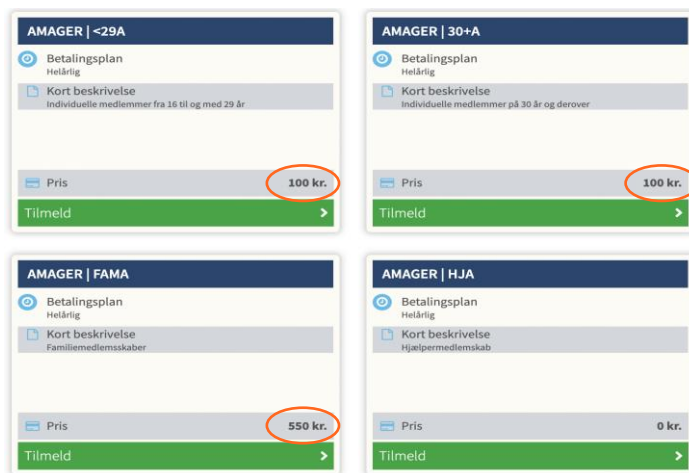 AMAGER | <29A
Betalingsplan
Helårlig
Kort beskrivelse
Individuelle medlemmer fra 16 til og med 29 år
Pris 100 kr.
Tilmeld
AMAGER | 30+A
Betalingsplan
Helårlig
Kort beskrivelse
Individuelle medlemmer på 30 år og derover
Pris 100 kr.
Tilmeld
AMAGER | FAMA
Betalingsplan
Helårlig
Kort beskrivelse
Familiemedlemsskaber
Pris 550 kr.
Tilmeld
AMAGER | HJA
Betalingsplan
Helårlig
Kort beskrivelse
Hjælpermedlemskab
Pris 0 kr.
Tilmeld